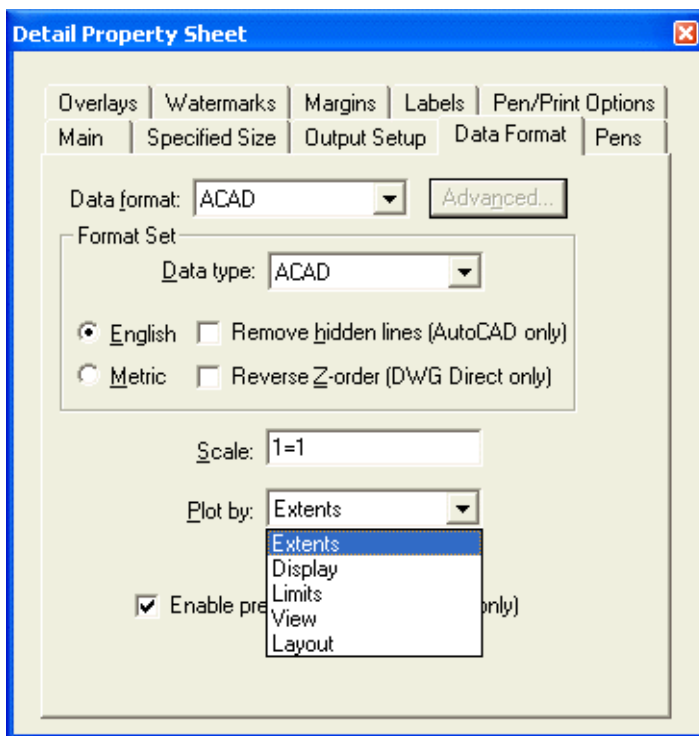 Detail Property Sheet
Overlays Watermarks Margins Labels Pen/Print Options
Main Specified Size Output Setup Data Format Pens
Data format: ACAD Advanced...
Format Set
Data type: ACAD
English Remove hidden lines (AutoCAD only)
Metric Reverse Z-order (DWG Direct only)
Scale: 1=1
Plot by: Extents
Extents
Display
Limits
Enable only)
View
Layout